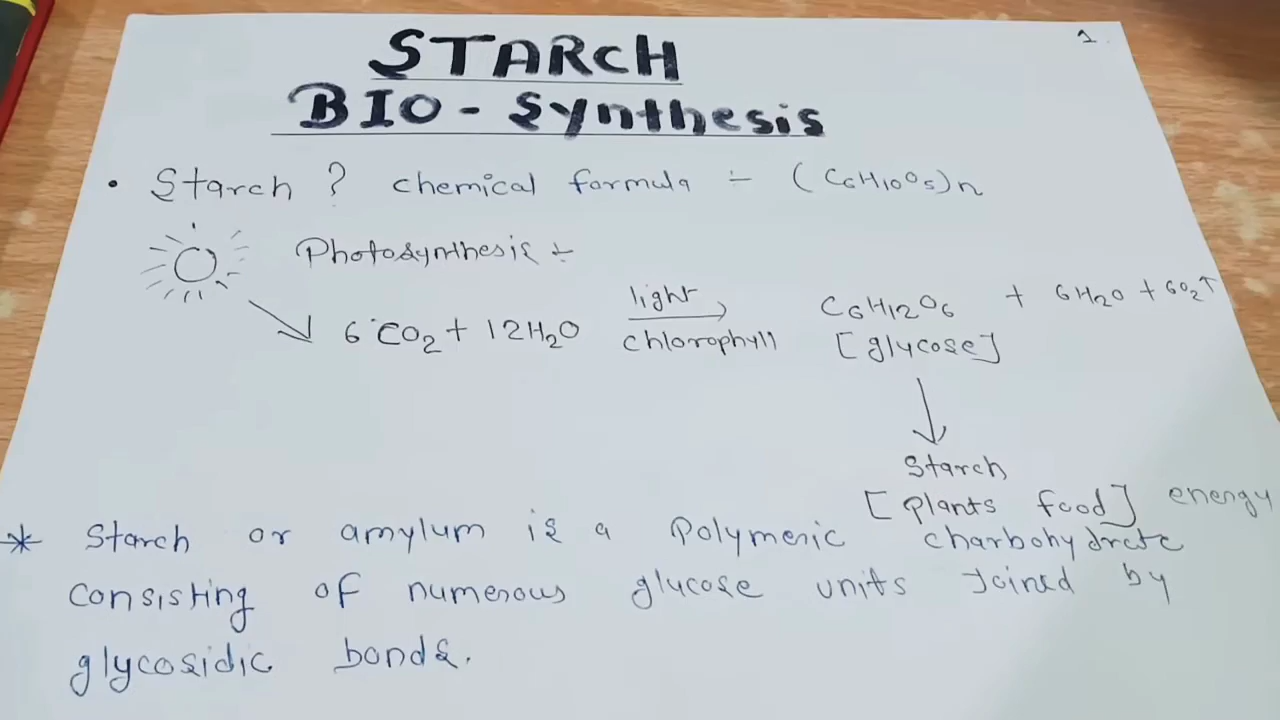 1
STARCH
BIO - Synthesis
• Starch ? chemical formula ÷ (C6H10O5)n
Photosynthesis ÷
6 CO2 + 12H2O light → chlorophyll C6H12O6 + 6H2O + 6O2↑
[glycose]
↓
Starch
[plants food] energy
* Starch or amylum is a Polymeric charbohydrate
consisting of numerous glucose units Joined by
glycosidic bonds.